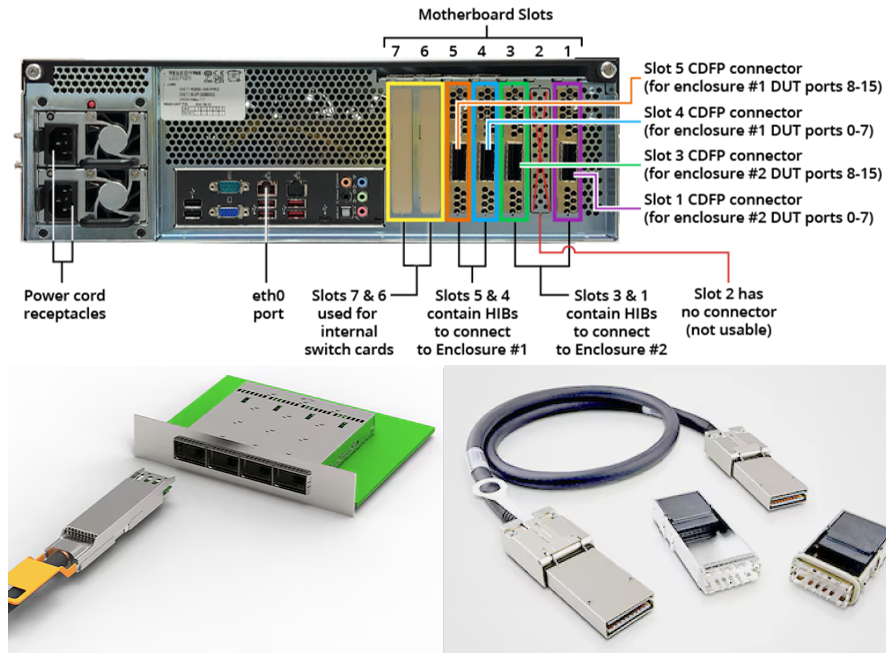 Motherboard Slots
7 6 5 4 3 2 1
Slot 5 CDFP connector
(for enclosure #1 DUT ports 8-15)
Slot 4 CDFP connector
(for enclosure #1 DUT ports 0-7)
Slot 3 CDFP connector
(for enclosure #2 DUT ports 8-15)
Slot 1 CDFP connector
(for enclosure #2 DUT ports 0-7)
Power cord
receptacles
eth0
port
Slots 7 & 6
used for
internal
switch cards
Slots 5 & 4
contain HIBs
to connect
to Enclosure #1
Slots 3 & 1
contain HIBs
to connect
to Enclosure #2
Slot 2 has
no connector
(not usable)